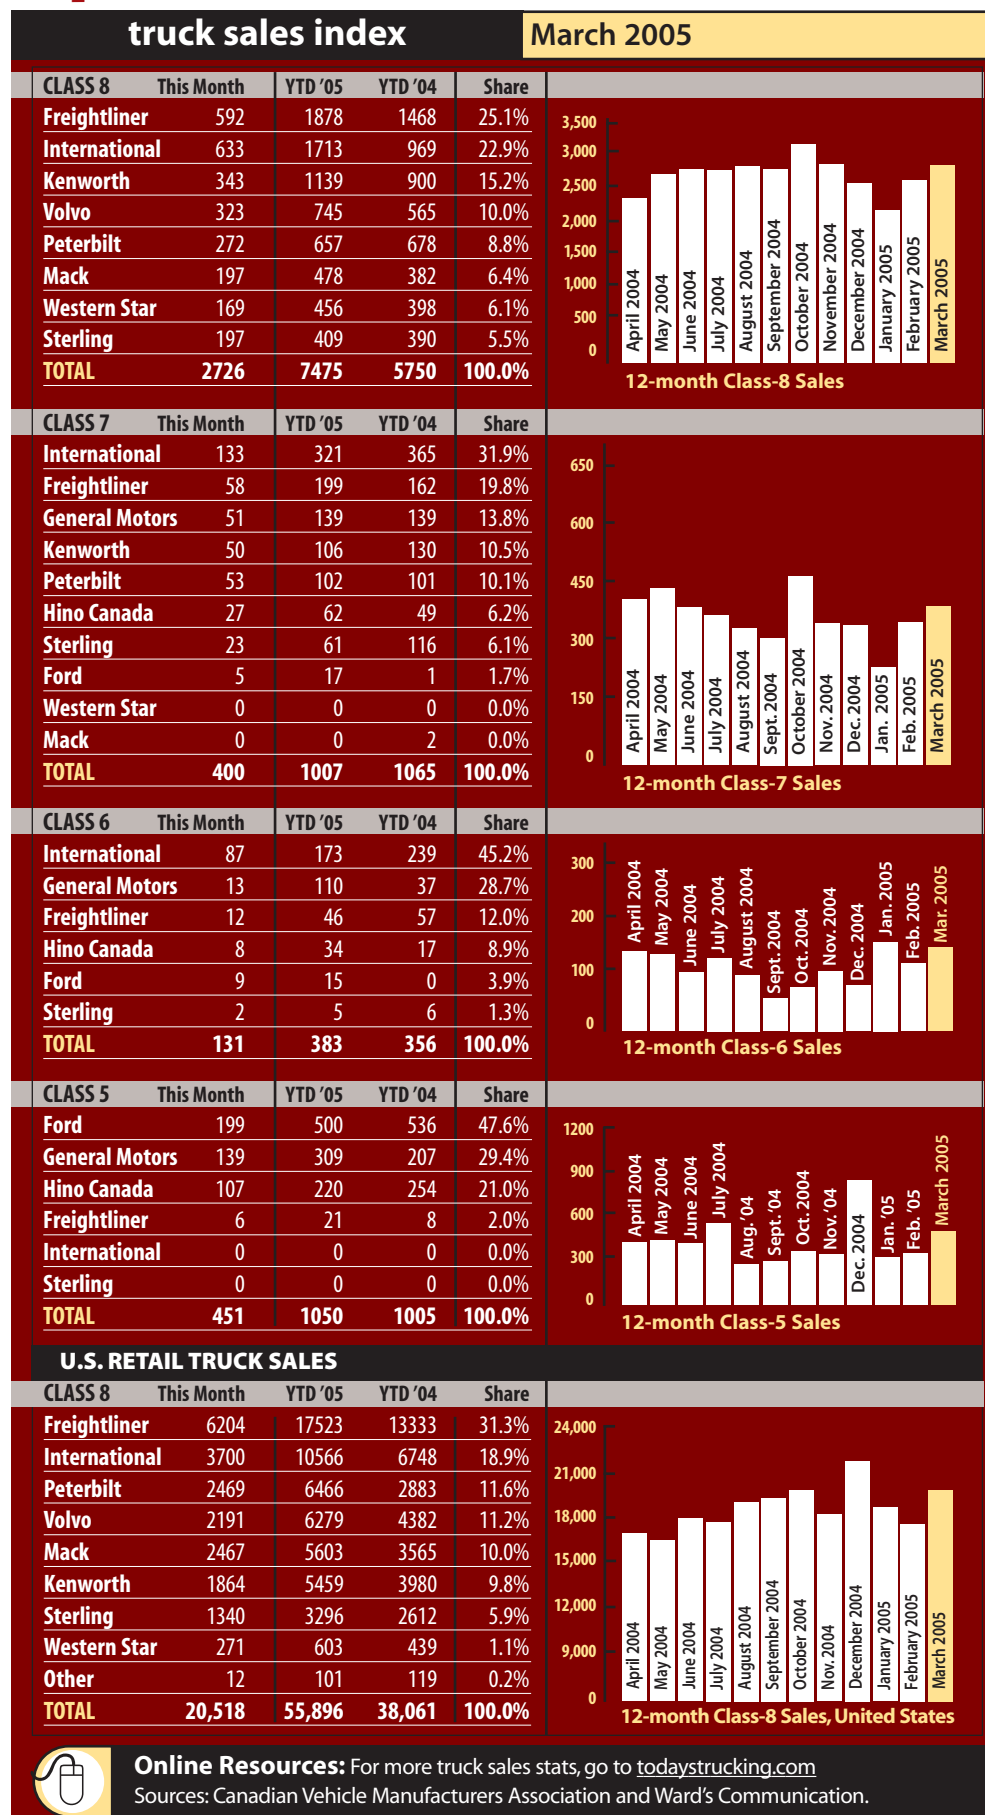 truck sales index March 2005
CLASS 8 This Month YTD '05 YTD '04 Share
Freightliner 592 1878 1468 25.1%
International 633 1713 969 22.9%
Kenworth 343 1139 900 15.2%
Volvo 323 745 565 10.0%
Peterbilt 272 657 678 8.8%
Mack 197 478 382 6.4%
Western Star 169 456 398 6.1%
Sterling 197 409 390 5.5%
TOTAL 2726 7475 5750 100.0%
3,500
3,000
2,500
2,000
1,500
1,000
500
0
April 2004
May 2004
June 2004
July 2004
August 2004
September 2004
October 2004
November 2004
December 2004
January 2005
February 2005
March 2005
12-month Class-8 Sales
CLASS 7 This Month YTD '05 YTD '04 Share
International 133 321 365 31.9%
Freightliner 58 199 162 19.8%
General Motors 51 139 139 13.8%
Kenworth 50 106 130 10.5%
Peterbilt 53 102 101 10.1%
Hino Canada 27 62 49 6.2%
Sterling 23 61 116 6.1%
Ford 5 17 1 1.7%
Western Star 0 0 0 0.0%
Mack 0 0 2 0.0%
TOTAL 400 1007 1065 100.0%
650
600
450
300
150
0
April 2004
May 2004
June 2004
July 2004
August 2004
Sept. 2004
October 2004
Nov. 2004
Dec. 2004
Jan. 2005
Feb. 2005
March 2005
12-month Class-7 Sales
CLASS 6 This Month YTD '05 YTD '04 Share
International 87 173 239 45.2%
General Motors 13 110 37 28.7%
Freightliner 12 46 57 12.0%
Hino Canada 8 34 17 8.9%
Ford 9 15 0 3.9%
Sterling 2 5 6 1.3%
TOTAL 131 383 356 100.0%
300
200
100
0
April 2004
May 2004
June 2004
July 2004
August 2004
Sept. 2004
Oct. 2004
Nov. 2004
Dec. 2004
Jan. 2005
Feb. 2005
Mar. 2005
12-month Class-6 Sales
CLASS 5 This Month YTD '05 YTD '04 Share
Ford 199 500 536 47.6%
General Motors 139 309 207 29.4%
Hino Canada 107 220 254 21.0%
Freightliner 6 21 8 2.0%
International 0 0 0 0.0%
Sterling 0 0 0 0.0%
TOTAL 451 1050 1005 100.0%
1200
900
600
300
0
April 2004
May 2004
June 2004
July 2004
Aug. '04
Sept. '04
Oct. 2004
Nov. '04
Dec. 2004
Jan. '05
Feb. '05
March 2005
12-month Class-5 Sales
U.S. RETAIL TRUCK SALES
CLASS 8 This Month YTD '05 YTD '04 Share
Freightliner 6204 17523 13333 31.3%
International 3700 10566 6748 18.9%
Peterbilt 2469 6466 2883 11.6%
Volvo 2191 6279 4382 11.2%
Mack 2467 5603 3565 10.0%
Kenworth 1864 5459 3980 9.8%
Sterling 1340 3296 2612 5.9%
Western Star 271 603 439 1.1%
Other 12 101 119 0.2%
TOTAL 20,518 55,896 38,061 100.0%
24,000
21,000
18,000
15,000
12,000
9,000
0
April 2004
May 2004
June 2004
July 2004
August 2004
September 2004
October 2004
Nov. 2004
December 2004
January 2005
February 2005
March 2005
12-month Class-8 Sales, United States
Online Resources: For more truck sales stats, go to todaystrucking.com
Sources: Canadian Vehicle Manufacturers Association and Ward's Communication.